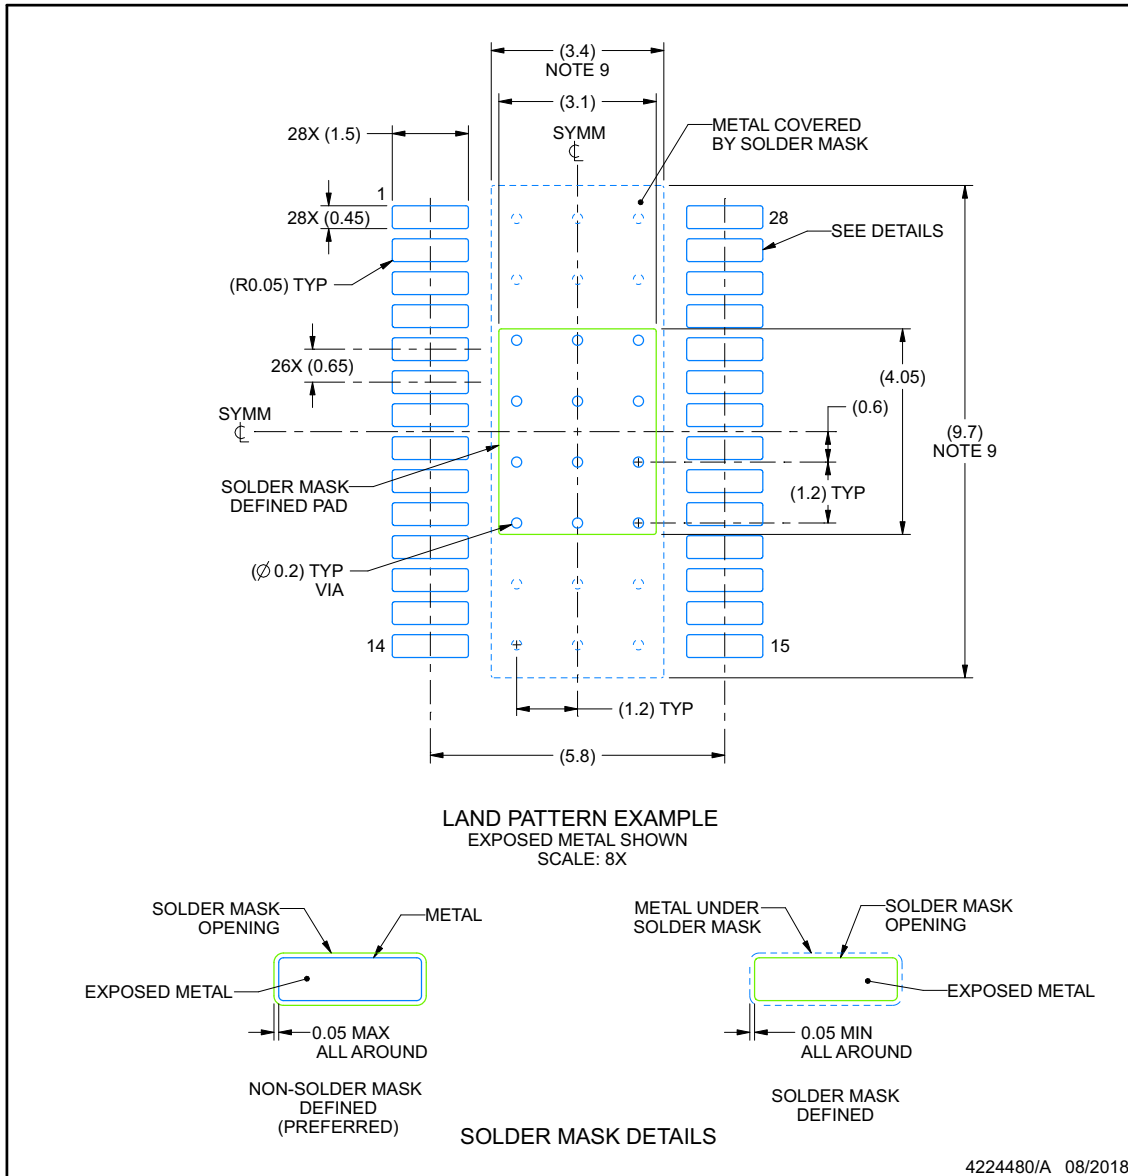 (3.4)
NOTE 9
(3.1)
SYMM
℄
METAL COVERED
BY SOLDER MASK
28X (1.5)
1
28X (0.45)
28
SEE DETAILS
(R0.05) TYP
26X (0.65)
(4.05)
(0.6)
SYMM
℄
(9.7)
NOTE 9
SOLDER MASK
DEFINED PAD
(1.2) TYP
(∅ 0.2) TYP
VIA
14
15
(1.2) TYP
(5.8)
LAND PATTERN EXAMPLE
EXPOSED METAL SHOWN
SCALE: 8X
SOLDER MASK
OPENING
METAL
EXPOSED METAL
0.05 MAX
ALL AROUND
NON-SOLDER MASK
DEFINED
(PREFERRED)
METAL UNDER
SOLDER MASK
SOLDER MASK
OPENING
EXPOSED METAL
0.05 MIN
ALL AROUND
SOLDER MASK
DEFINED
SOLDER MASK DETAILS
4224480/A 08/2018